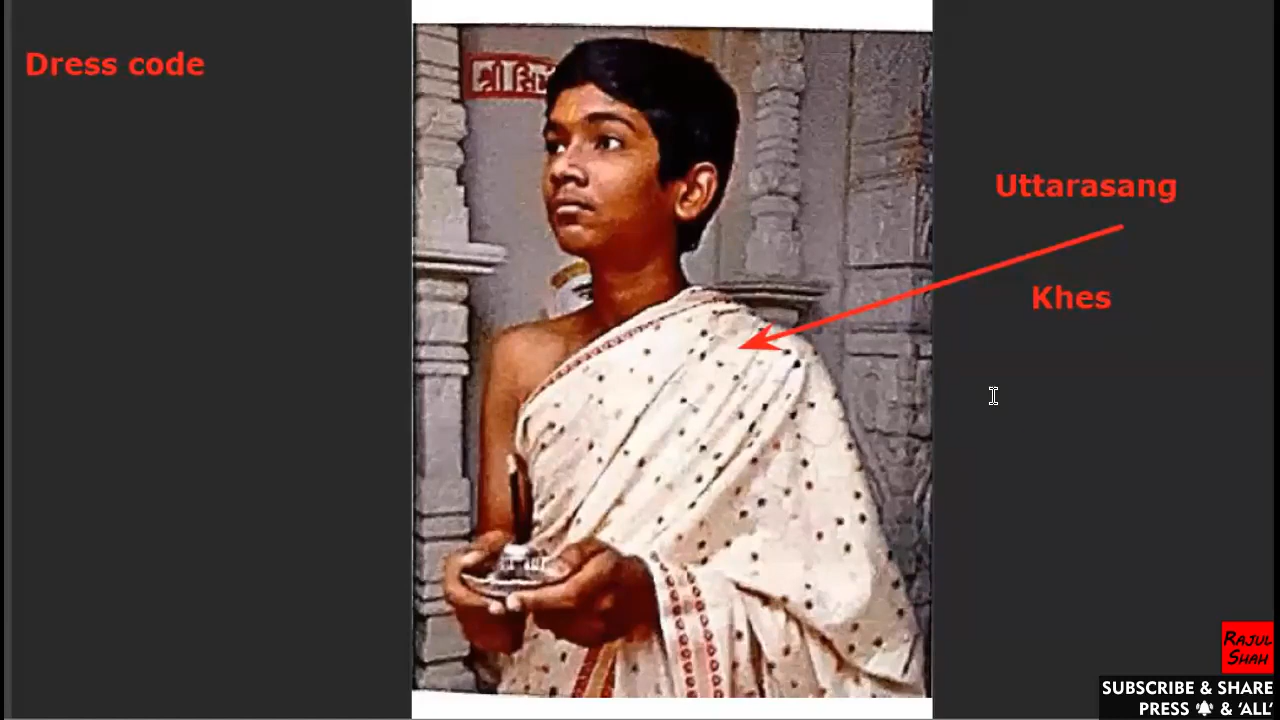 Dress code
Uttarasang
Khes
RAJUL
SHAH
SUBSCRIBE & SHARE
PRESS & 'ALL'